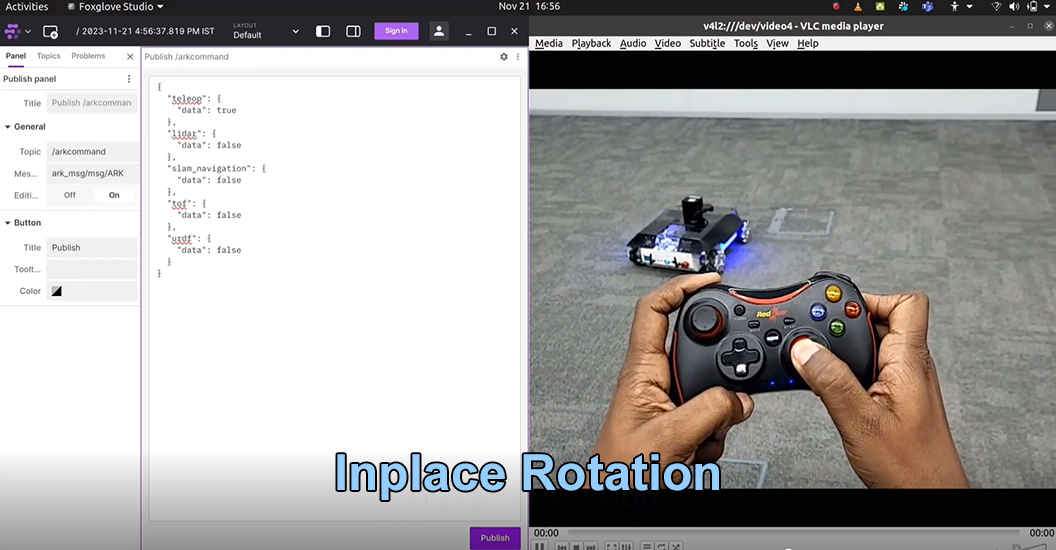 Activities
Foxglove Studio
Nov 21 16:56
/ 2023-11-21 4:56:37.819 PM IST
LAYOUT
Default
Sign in
Panel
Topics
Problems
Publish panel
Title
Publish /arkcomman
General
Topic
/arkcommand
Mes...
ark_msg/msg/ARK
Editi...
Off
On
Button
Title
Publish
Toolt...
Color
Publish /arkcommand
{
"teleop": {
"data": true
},
"lidar": {
"data": false
},
"slam_navigation": {
"data": false
},
"tof": {
"data": false
},
"urdf": {
"data": false
}
}
Publish
v4l2:///dev/video4 - VLC media player
Media Playback Audio Video Subtitle Tools View Help
Redgear
BACK
START
Inplace Rotation
00:00
00:00
0%